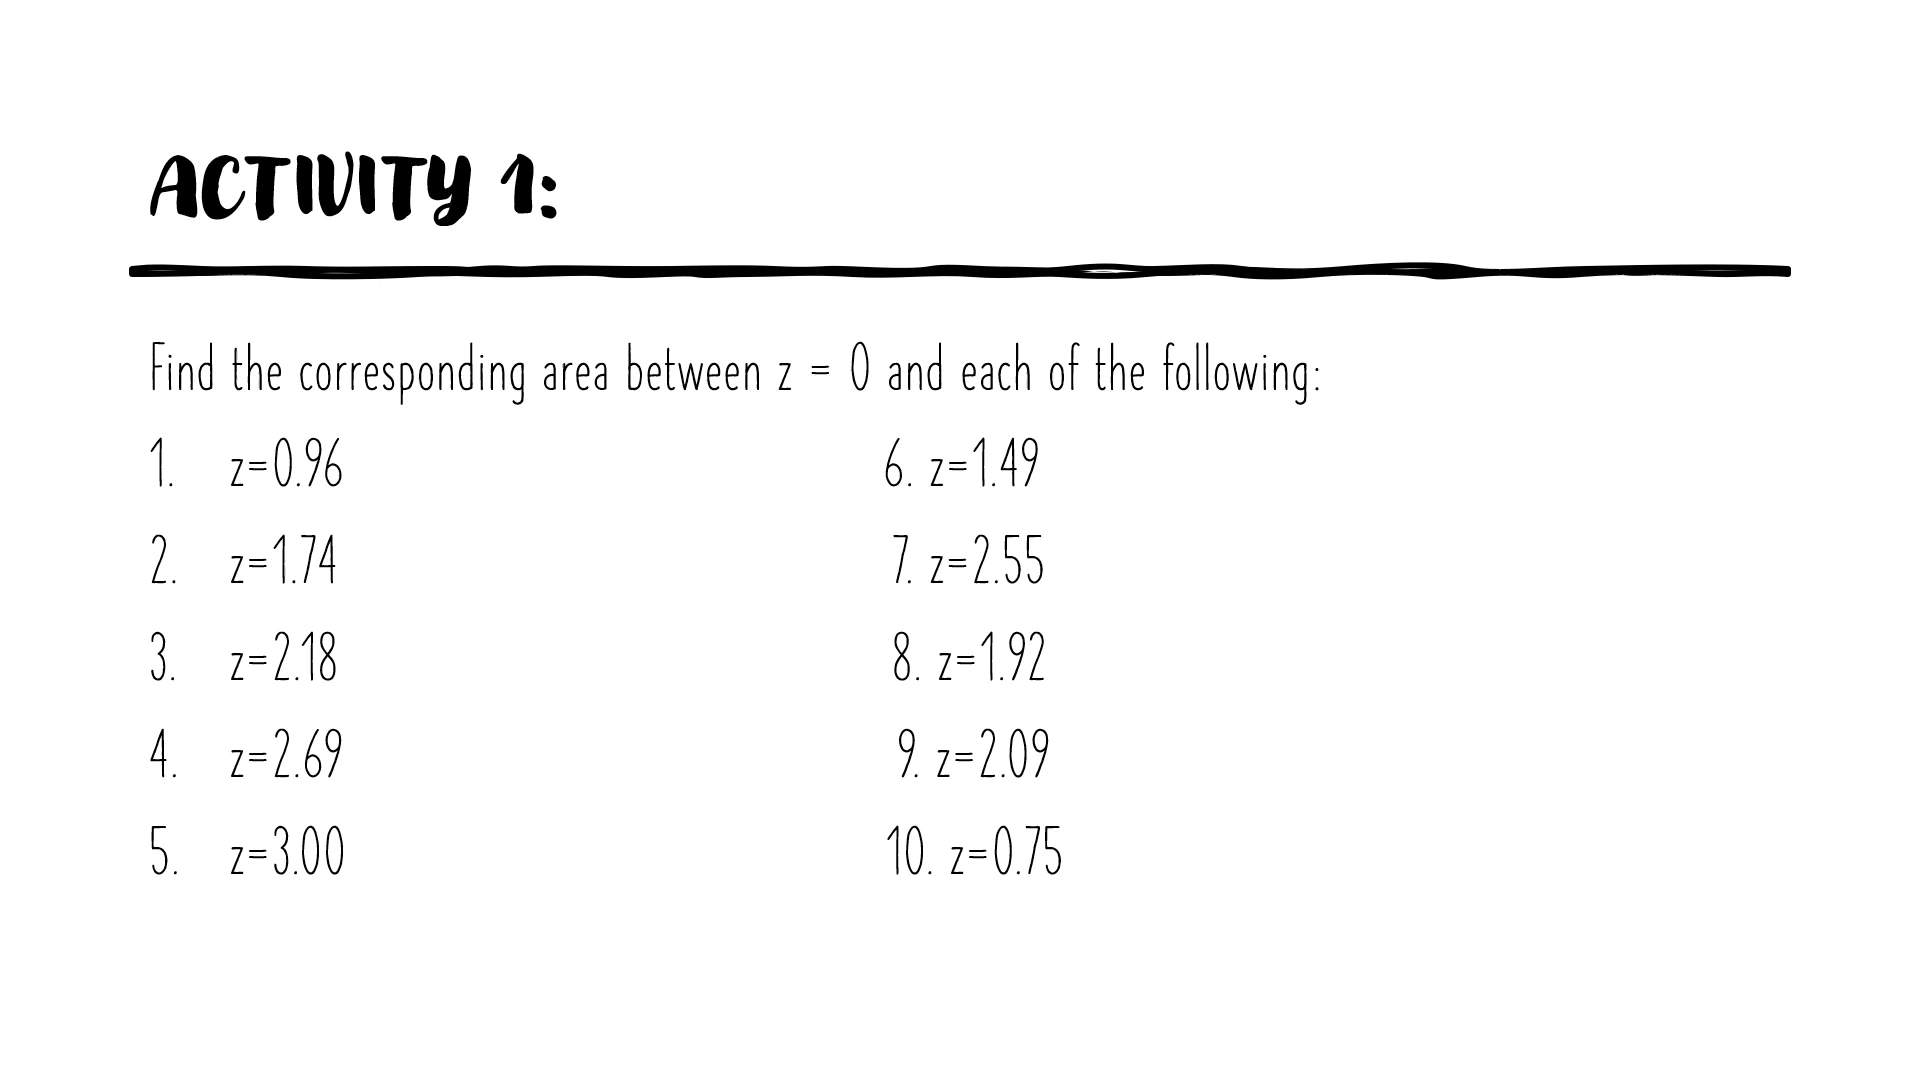 ACTIVITY 1:
Find the corresponding area between z = 0 and each of the following:
1. z=0.96 6. z=1.49
2. z=1.74 7. z=2.55
3. z=2.18 8. z=1.92
4. z=2.69 9. z=2.09
5. z=3.00 10. z=0.75